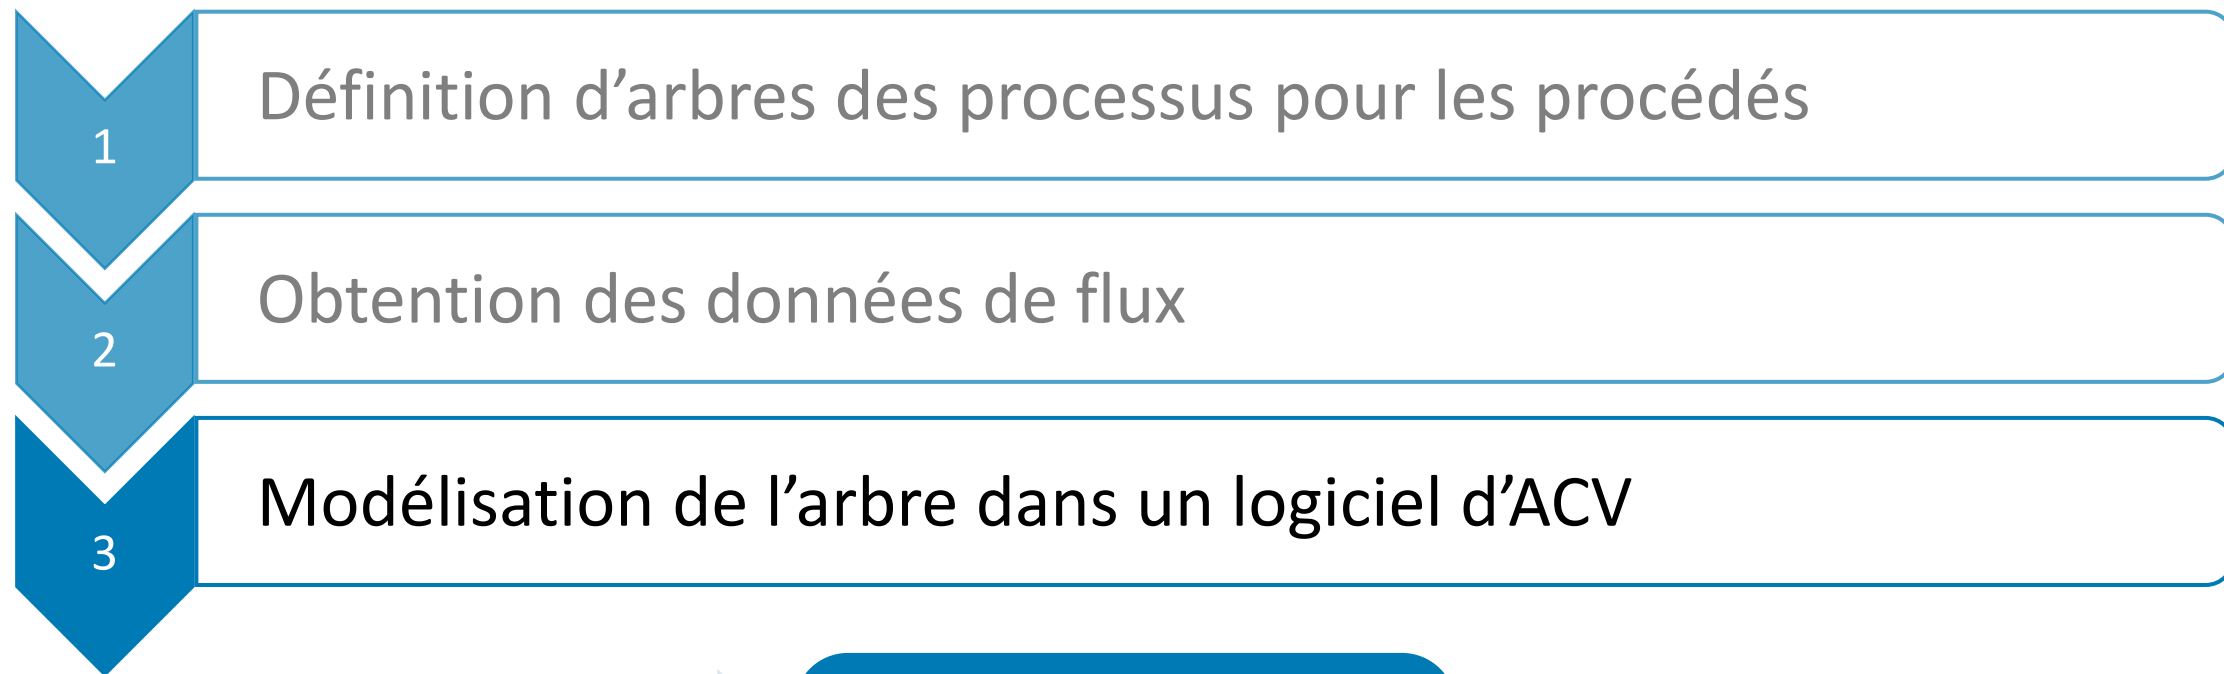 1
Définition d’arbres des processus pour les procédés
2
Obtention des données de flux
3
Modélisation de l’arbre dans un logiciel d’ACV